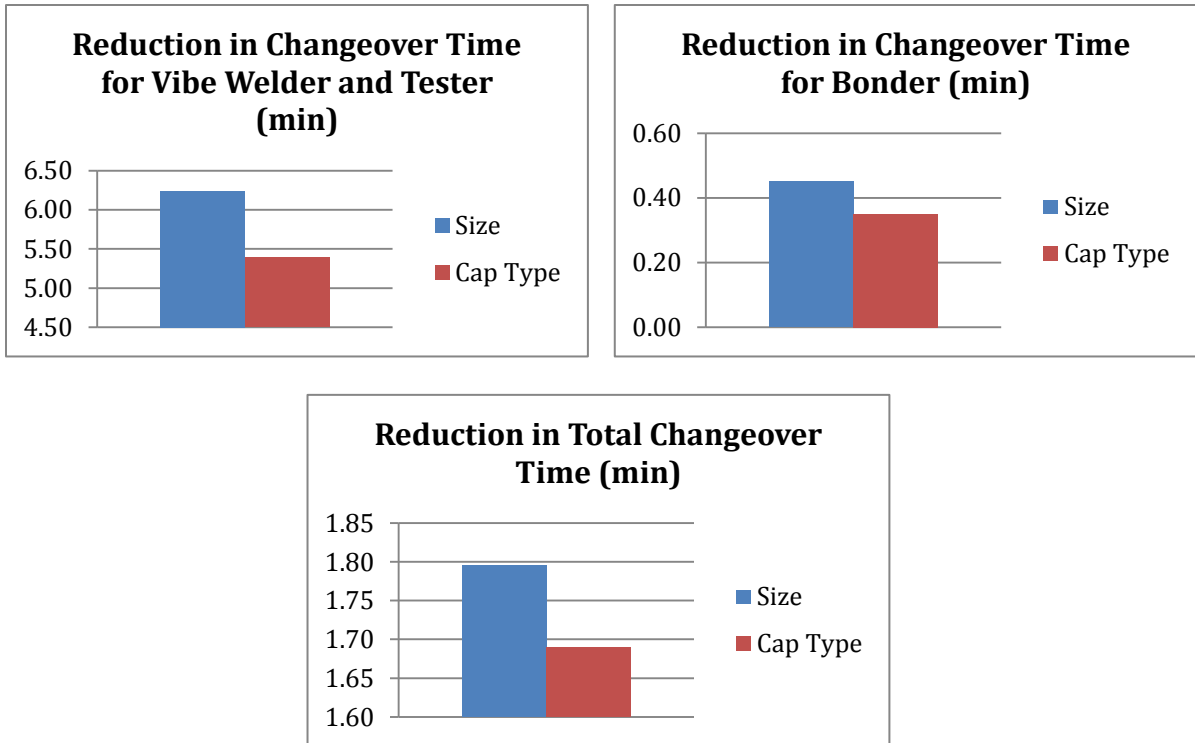 Reduction in Changeover Time
for Vibe Welder and Tester
(min)
6.50
6.00
5.50
5.00
4.50
Size
Cap Type
Reduction in Changeover Time
for Bonder (min)
0.60
0.40
0.20
0.00
Size
Cap Type
Reduction in Total Changeover
Time (min)
1.85
1.80
1.75
1.70
1.65
1.60
Size
Cap Type